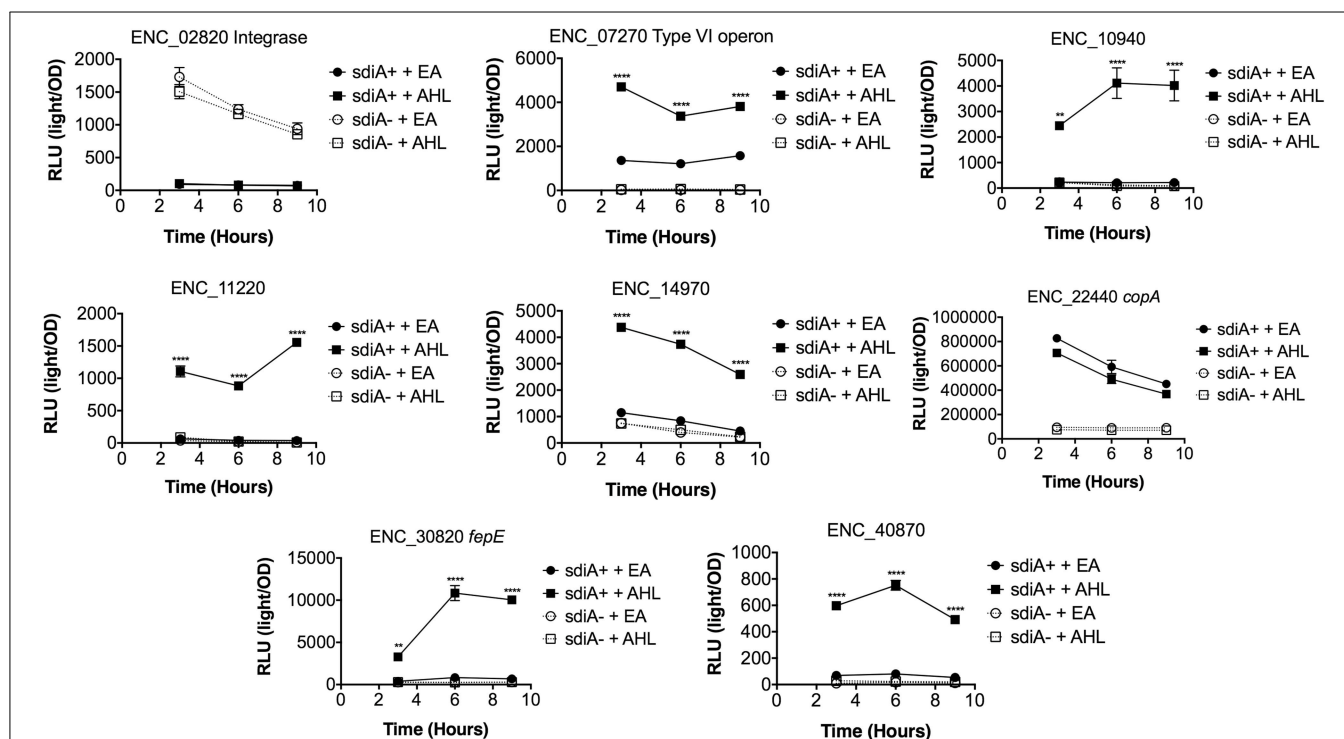 ENC_02820 Integrase
RLU (light/OD)
2000
1500
1000
500
0
0 2 4 6 8 10
Time (Hours)
sdiA+ + EA
sdiA+ + AHL
sdiA- + EA
sdiA- + AHL
ENC_07270 Type VI operon
RLU (light/OD)
6000
4000
2000
0
**** **** ****
0 2 4 6 8 10
Time (Hours)
sdiA+ + EA
sdiA+ + AHL
sdiA- + EA
sdiA- + AHL
ENC_10940
RLU (light/OD)
5000
4000
3000
2000
1000
0
** **** ****
0 2 4 6 8 10
Time (Hours)
sdiA+ + EA
sdiA+ + AHL
sdiA- + EA
sdiA- + AHL
ENC_11220
RLU (light/OD)
2000
1500
1000
500
0
**** **** ****
0 2 4 6 8 10
Time (Hours)
sdiA+ + EA
sdiA+ + AHL
sdiA- + EA
sdiA- + AHL
ENC_14970
RLU (light/OD)
5000
4000
3000
2000
1000
0
**** **** ****
0 2 4 6 8 10
Time (Hours)
sdiA+ + EA
sdiA+ + AHL
sdiA- + EA
sdiA- + AHL
ENC_22440 copA
RLU (light/OD)
1000000
800000
600000
400000
200000
0
0 2 4 6 8 10
Time (Hours)
sdiA+ + EA
sdiA+ + AHL
sdiA- + EA
sdiA- + AHL
ENC_30820 fepE
RLU (light/OD)
15000
10000
5000
0
** **** ****
0 2 4 6 8 10
Time (Hours)
sdiA+ + EA
sdiA+ + AHL
sdiA- + EA
sdiA- + AHL
ENC_40870
RLU (light/OD)
1000
800
600
400
200
0
**** **** ****
0 2 4 6 8 10
Time (Hours)
sdiA+ + EA
sdiA+ + AHL
sdiA- + EA
sdiA- + AHL